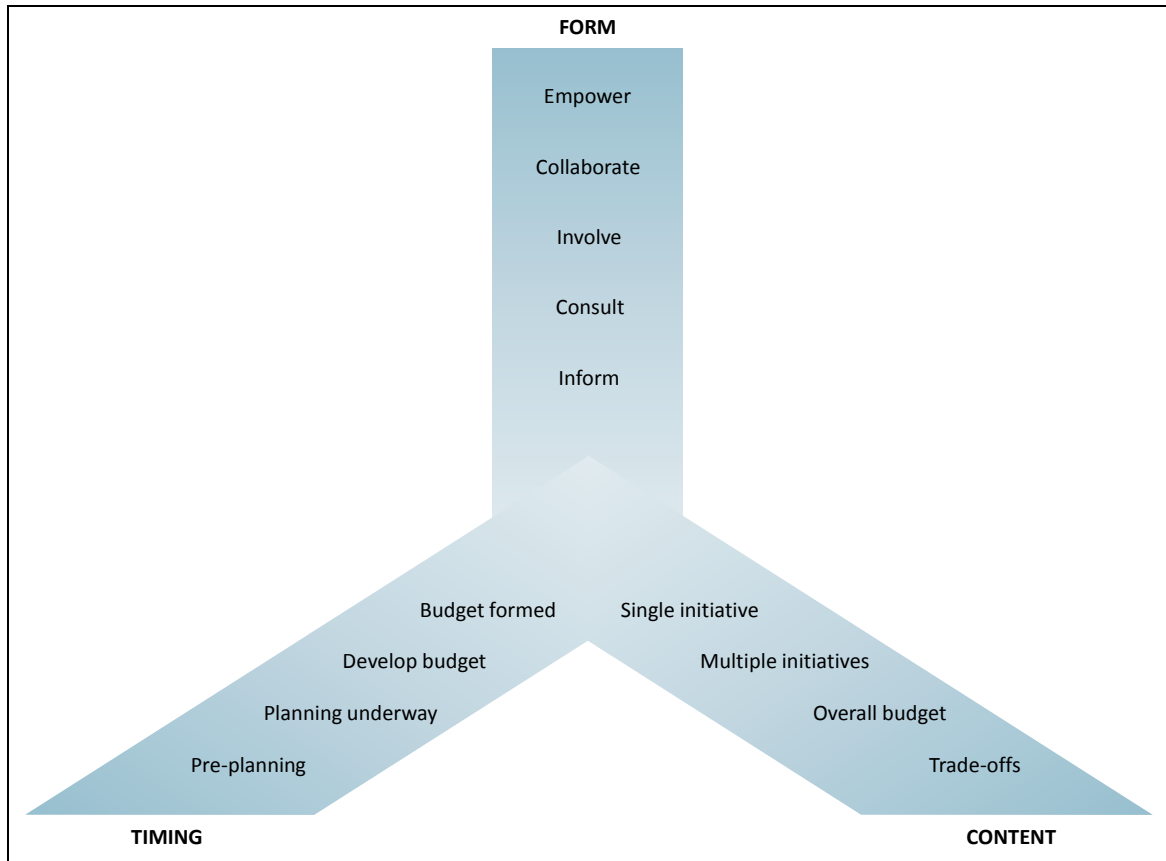 FORM
Empower
Collaborate
Involve
Consult
Inform
Budget formed
Develop budget
Planning underway
Pre-planning
TIMING
Single initiative
Multiple initiatives
Overall budget
Trade-offs
CONTENT